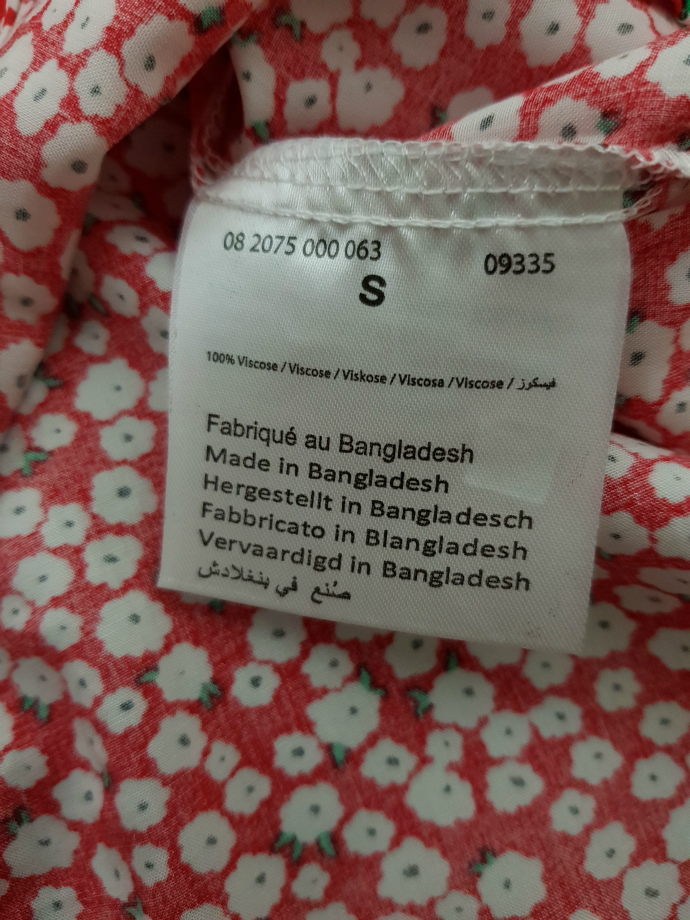 08 2075 000 063 09335
S
100% Viscose / Viscose / Viskose / Viscosa / Viscose / فيسكوز
Fabriqué au Bangladesh
Made in Bangladesh
Hergestellt in Bangladesch
Fabbricato in Blangladesh
Vervaardigd in Bangladesh
صُنع في بنغلادش